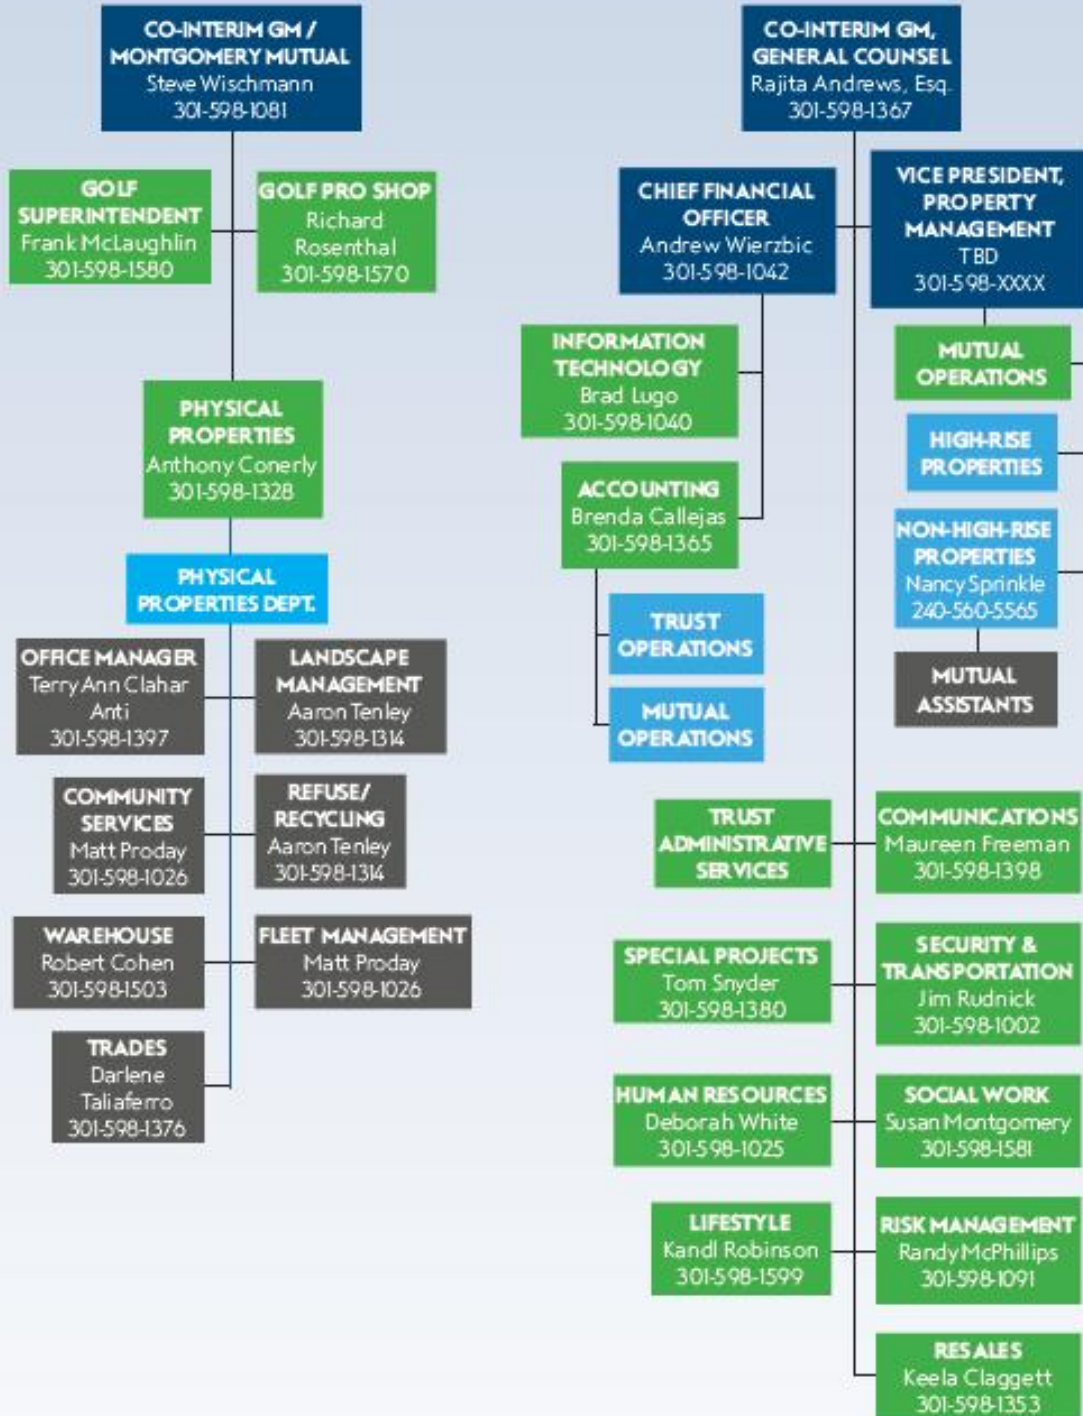 CO-INTERIM GM /
MONTGOMERY MUTUAL
Steve Wischmann
301-598-1081
GOLF
SUPERINTENDENT
Frank McLaughlin
301-598-1580
GOLF PRO SHOP
Richard
Rosenthal
301-598-1570
PHYSICAL
PROPERTIES
Anthony Conerly
301-598-1328
PHYSICAL
PROPERTIES DEPT.
OFFICE MANAGER
Terry Ann Clahar
Anti
301-598-1397
LANDSCAPE
MANAGEMENT
Aaron Tenley
301-598-1314
COMMUNITY
SERVICES
Matt Proday
301-598-1026
REFUSE/
RECYCLING
Aaron Tenley
301-598-1314
WAREHOUSE
Robert Cohen
301-598-1503
FLEET MANAGEMENT
Matt Proday
301-598-1026
TRADES
Darlene
Taliaferro
301-598-1376
CO-INTERIM GM,
GENERAL COUNSEL
Rajita Andrews, Esq.
301-598-1367
CHIEF FINANCIAL
OFFICER
Andrew Wierzbic
301-598-1042
VICE PRESIDENT,
PROPERTY
MANAGEMENT
TBD
301-598-XXXX
INFORMATION
TECHNOLOGY
Brad Lugo
301-598-1040
ACCOUNTING
Brenda Callejas
301-598-1365
TRUST
OPERATIONS
MUTUAL
OPERATIONS
MUTUAL
OPERATIONS
HIGH-RISE
PROPERTIES
NON-HIGH-RISE
PROPERTIES
Nancy Sprinkle
240-560-5565
MUTUAL
ASSISTANTS
TRUST
ADMINISTRATIVE
SERVICES
COMMUNICATIONS
Maureen Freeman
301-598-1398
SPECIAL PROJECTS
Tom Snyder
301-598-1380
SECURITY &
TRANSPORTATION
Jim Rudnick
301-598-1002
HUMAN RESOURCES
Deborah White
301-598-1025
SOCIAL WORK
Susan Montgomery
301-598-1581
LIFESTYLE
Kandl Robinson
301-598-1599
RISK MANAGEMENT
Randy McPhillips
301-598-1091
RESALES
Keela Claggett
301-598-1353